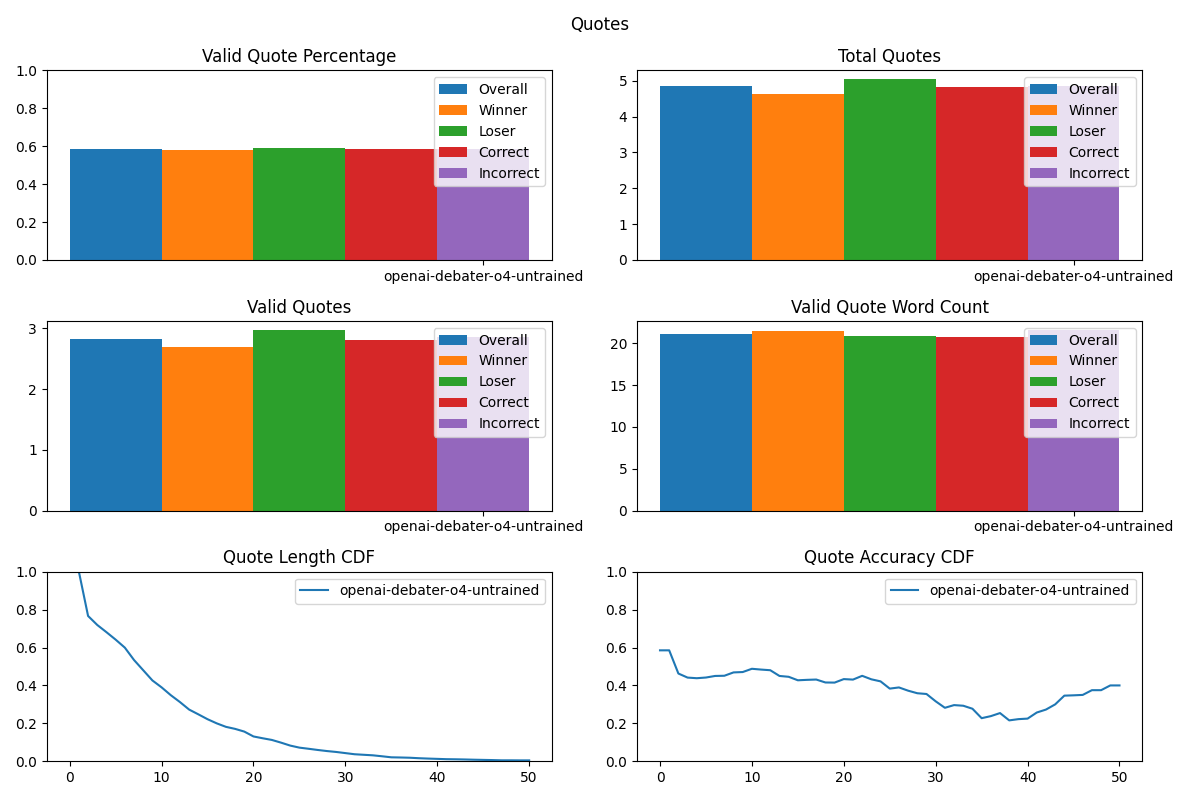 Quotes
Valid Quote Percentage
1.0
0.8
0.6
0.4
0.2
0.0
Overall
Winner
Loser
Correct
Incorrect
openai-debater-o4-untrained
Total Quotes
5
4
3
2
1
0
Overall
Winner
Loser
Correct
Incorrect
openai-debater-o4-untrained
Valid Quotes
3
2
1
0
Overall
Winner
Loser
Correct
Incorrect
openai-debater-o4-untrained
Valid Quote Word Count
20
15
10
5
0
Overall
Winner
Loser
Correct
Incorrect
openai-debater-o4-untrained
Quote Length CDF
1.0
0.8
0.6
0.4
0.2
0.0
openai-debater-o4-untrained
0 10 20 30 40 50
Quote Accuracy CDF
1.0
0.8
0.6
0.4
0.2
0.0
openai-debater-o4-untrained
0 10 20 30 40 50